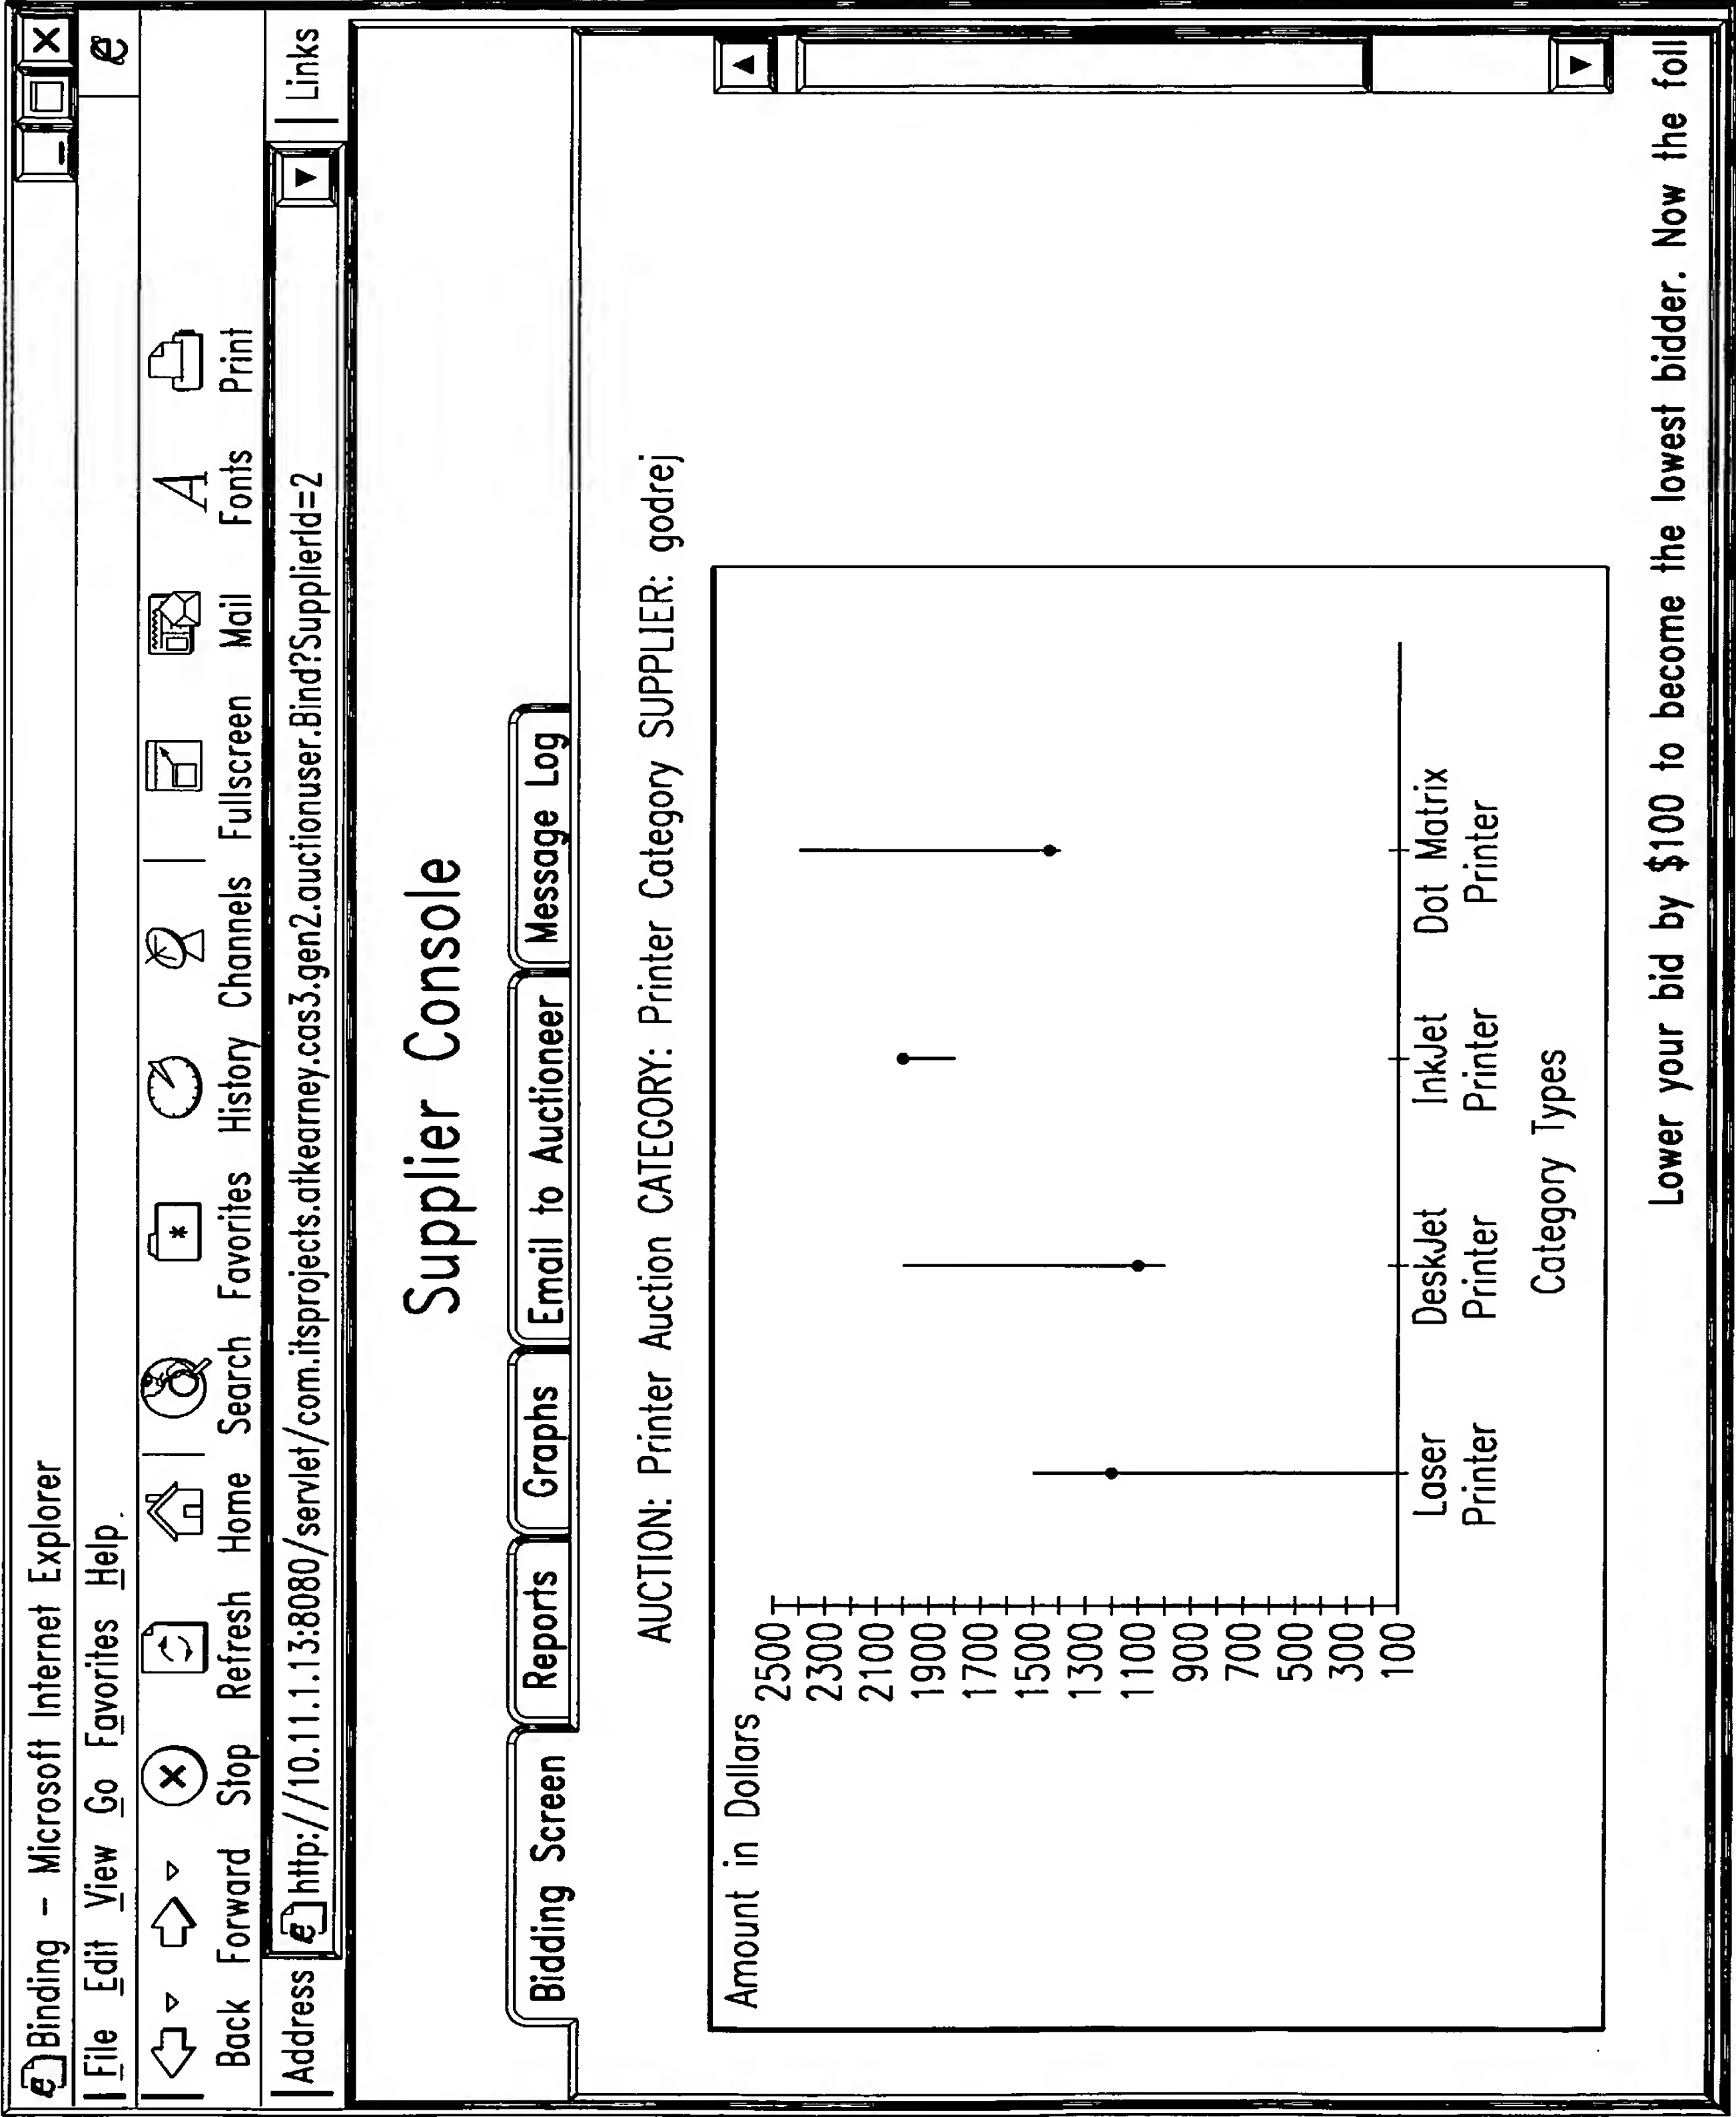 Binding – Microsoft Internet Explorer
File Edit View Go Favorites Help.
Back Forward Stop Refresh Home Search Favorites History Channels Fullscreen Mail Fonts Print
Address http://10.11.1.13:8080/servlet/com.itsprojects.atkearney.cas3.gen2.auctionuser.Bind?SupplierId=2 Links
Supplier Console
Bidding Screen Reports Graphs Email to Auctioneer Message Log
AUCTION: Printer Auction CATEGORY: Printer Category SUPPLIER: godrej
Amount in Dollars
2500
2300
2100
1900
1700
1500
1300
1100
900
700
500
300
100
Laser DeskJet InkJet Dot Matrix
Printer Printer Printer Printer
Category Types
Lower your bid by $100 to become the lowest bidder. Now the foll